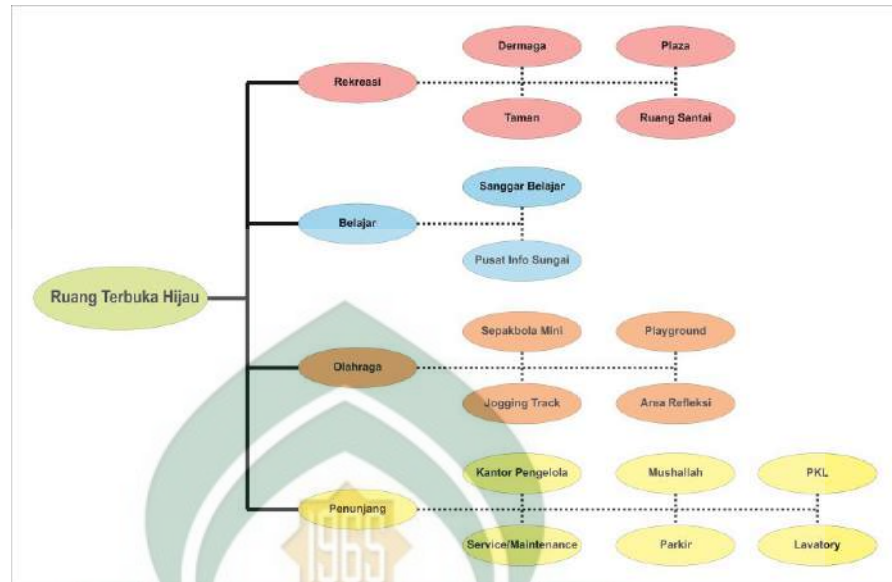 Dermaga
Plaza
Rekreasi
Taman
Ruang Santai
Sanggar Belajar
Belajar
Pusat Info Sungai
Ruang Terbuka Hijau
Sepakbola Mini
Playground
Olahraga
Jogging Track
Area Refleksi
Kantor Pengelola
Mushallah
PKL
Penunjang
Service/Maintenance
Parkir
Lavatory
1965